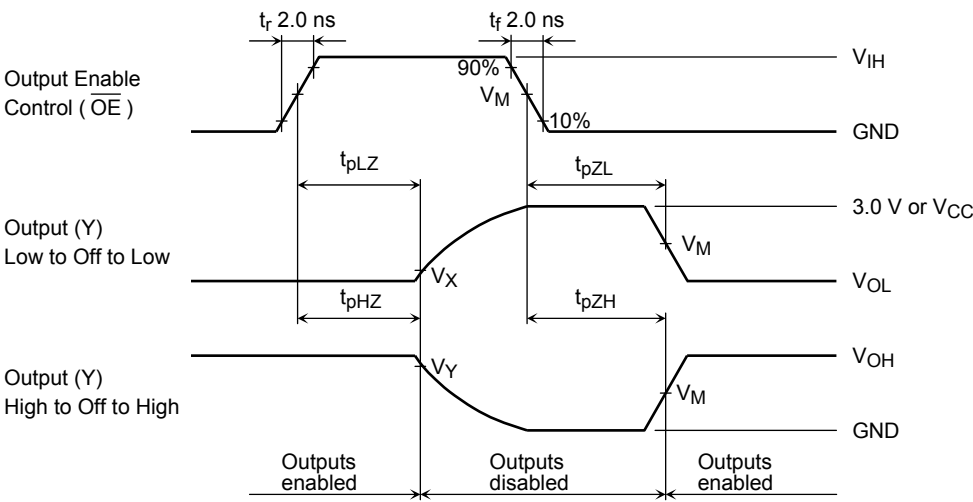 tr 2.0 ns
tf 2.0 ns
Output Enable
Control ( OE )
90%
VM
10%
VIH
GND
tpLZ
tpZL
Output (Y)
Low to Off to Low
VX
VM
3.0 V or VCC
VOL
tpHZ
tpZH
Output (Y)
High to Off to High
VY
VM
VOH
GND
Outputs
enabled
Outputs
disabled
Outputs
enabled